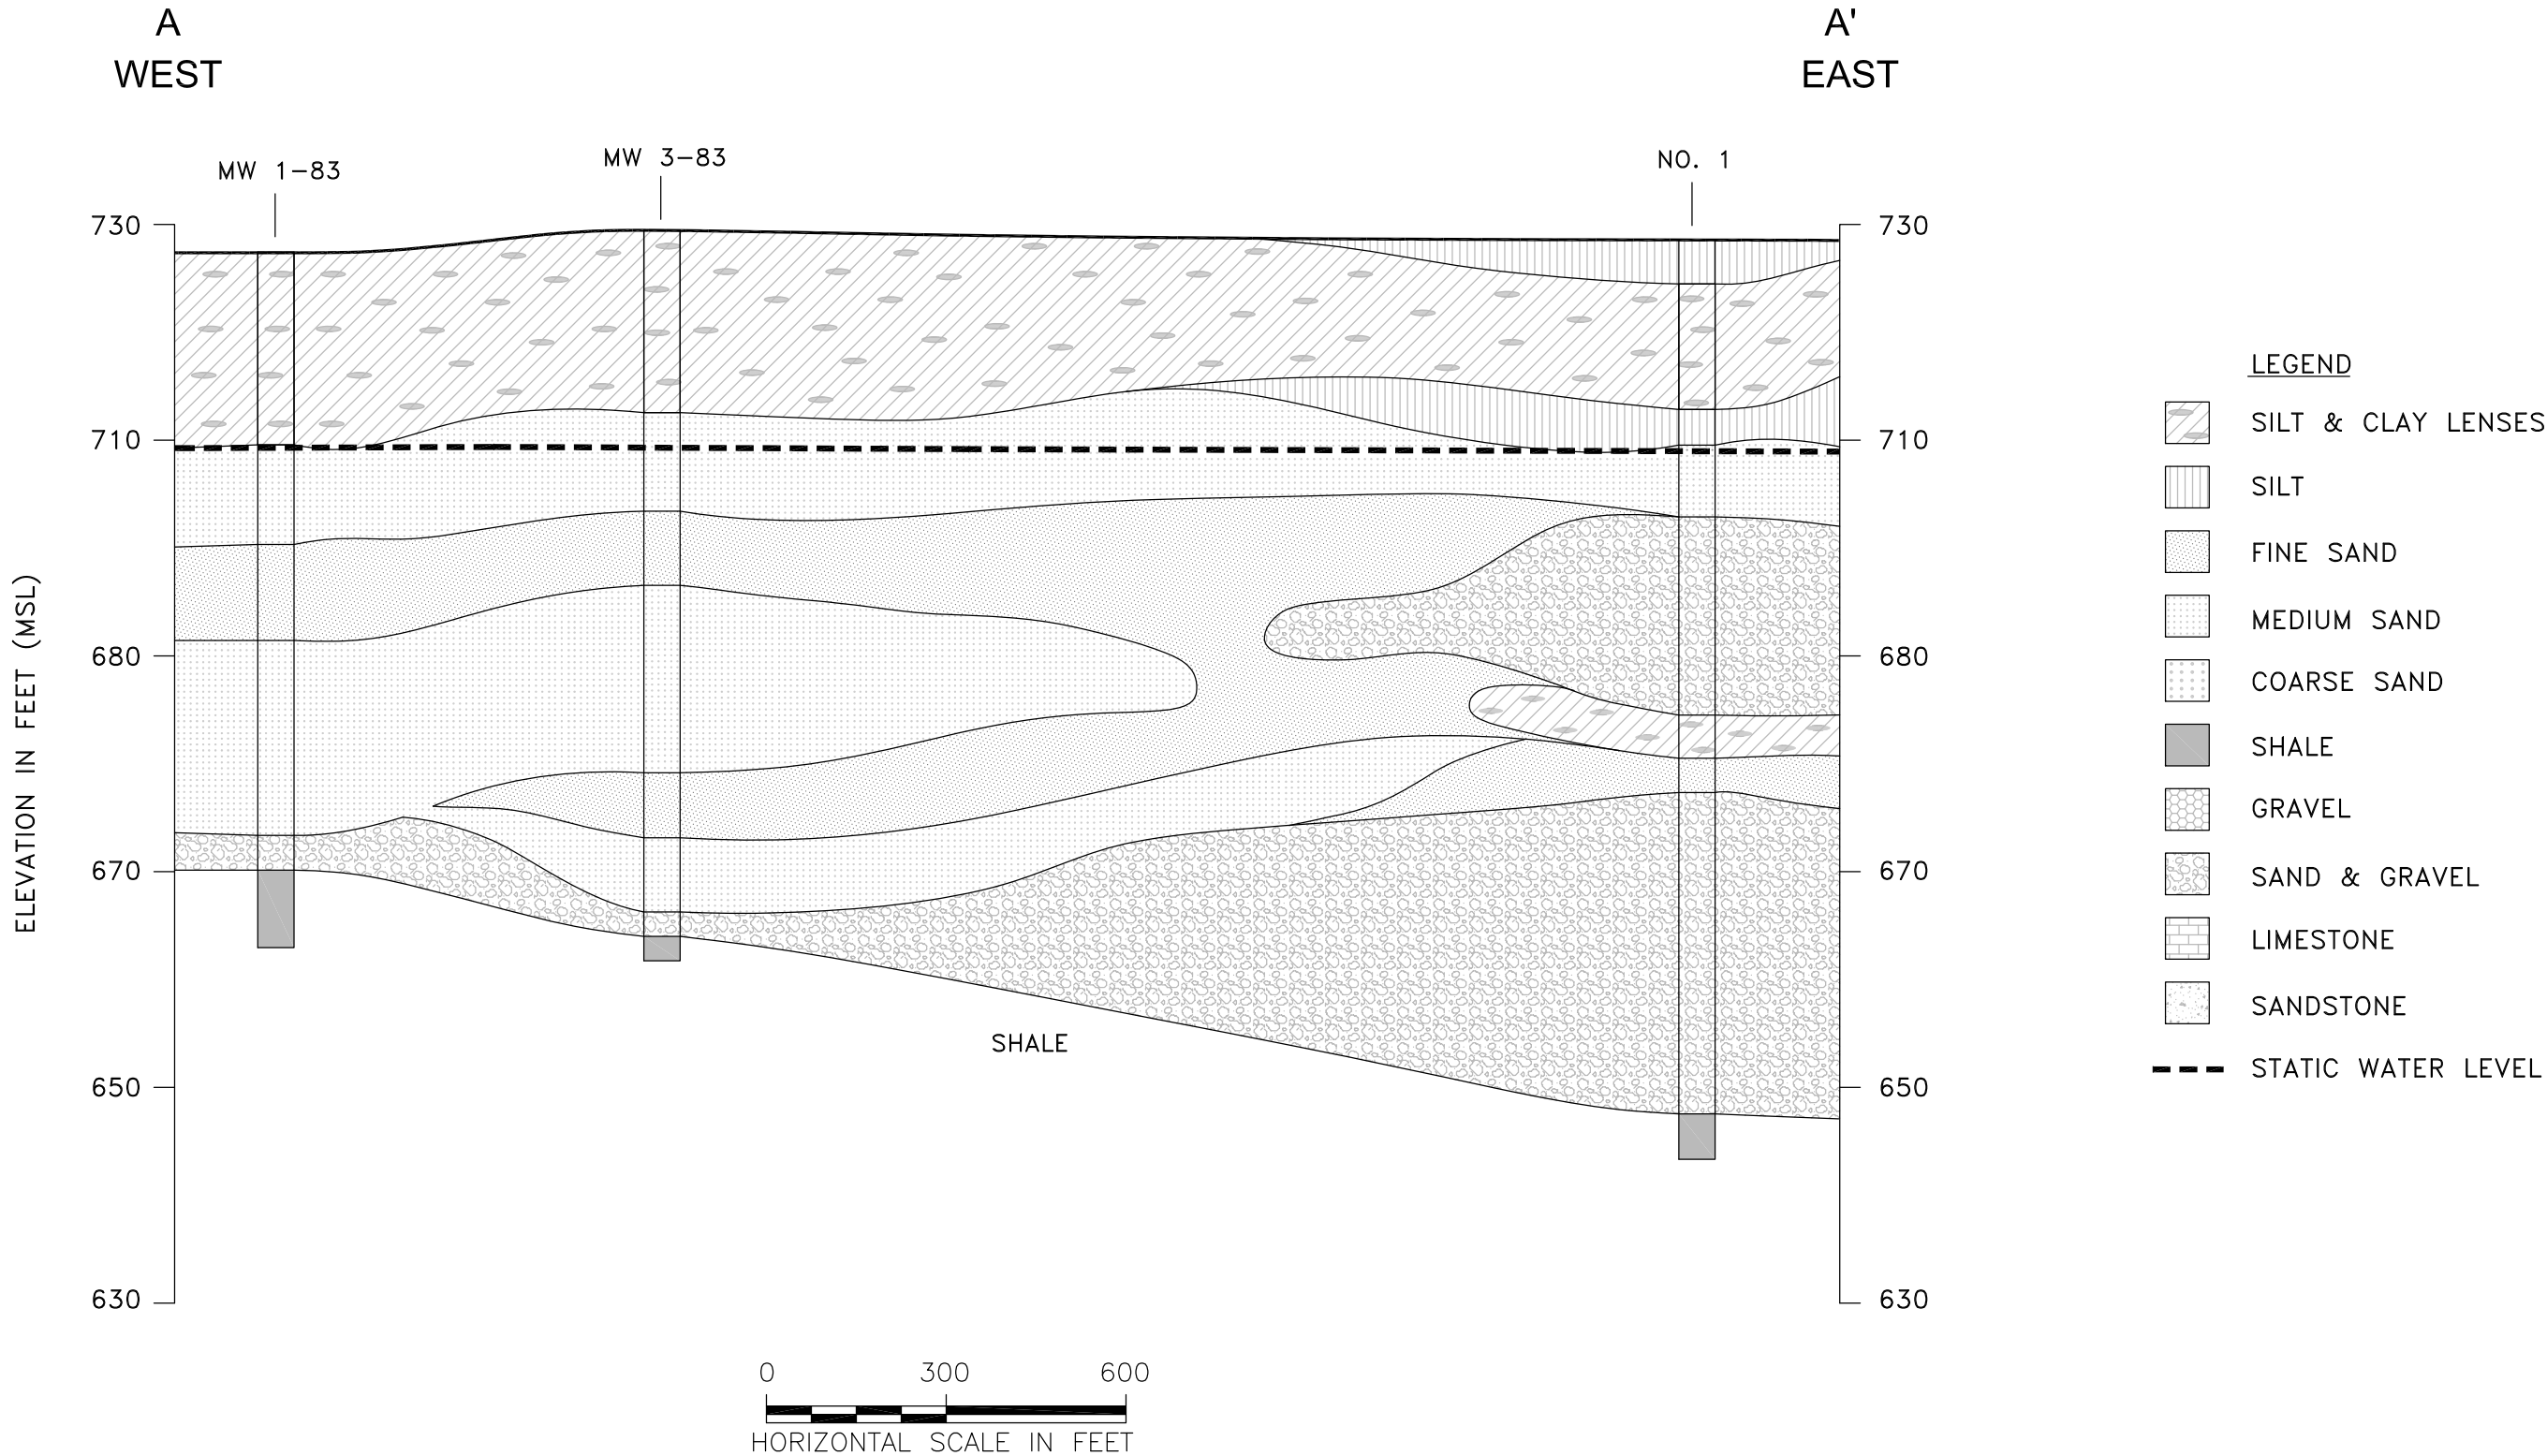 A
WEST
A'
EAST
MW 1-83
MW 3-83
NO. 1
ELEVATION IN FEET (MSL)
730
710
680
670
650
630
730
710
680
670
650
630
SHALE
LEGEND
SILT & CLAY LENSES
SILT
FINE SAND
MEDIUM SAND
COARSE SAND
SHALE
GRAVEL
SAND & GRAVEL
LIMESTONE
SANDSTONE
STATIC WATER LEVEL
0 300 600
HORIZONTAL SCALE IN FEET